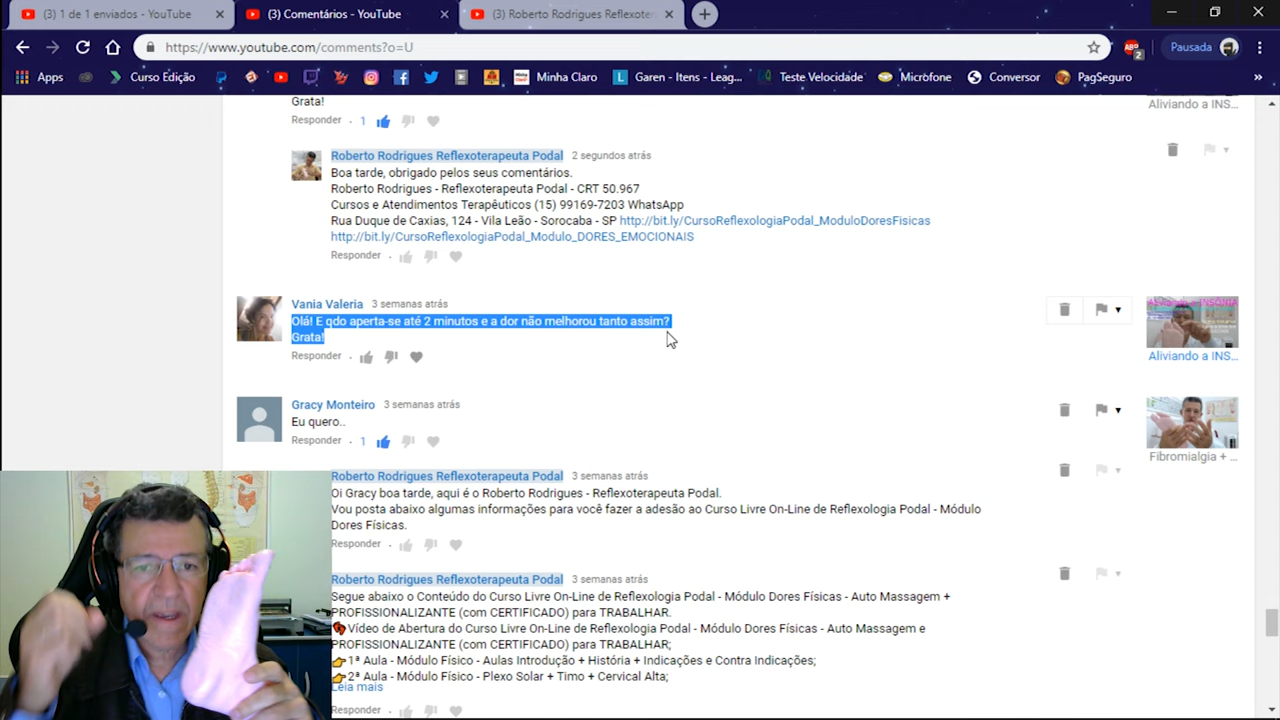 (3) 1 de 1 enviados - YouTube
(3) Comentários - YouTube
(3) Roberto Rodrigues Reflexoter
https://www.youtube.com/comments?o=U
ABP
2
Pausada
Apps
Curso Edição
Minha Claro
Garen - Itens - Leag...
Teste Velocidade
Microfone
Conversor
PagSeguro
»
Grata!
Responder
1
Aliviando a INS...
Roberto Rodrigues Reflexoterapeuta Podal 2 segundos atrás
Boa tarde, obrigado pelos seus comentários.
Roberto Rodrigues - Reflexoterapeuta Podal - CRT 50.967
Cursos e Atendimentos Terapêuticos (15) 99169-7203 WhatsApp
Rua Duque de Caxias, 124 - Vila Leão - Sorocaba - SP http://bit.ly/CursoReflexologiaPodal_ModuloDoresFisicas
http://bit.ly/CursoReflexologiaPodal_Modulo_DORES_EMOCIONAIS
Responder
Vania Valeria 3 semanas atrás
Olá! E qdo aperta-se até 2 minutos e a dor não melhorou tanto assim?
Grata!
Responder
Aliviando a INS...
Gracy Monteiro 3 semanas atrás
Eu quero..
Responder
1
Fibromialgia + ...
Roberto Rodrigues Reflexoterapeuta Podal 3 semanas atrás
Oi Gracy boa tarde, aqui é o Roberto Rodrigues - Reflexoterapeuta Podal.
Vou posta abaixo algumas informações para você fazer a adesão ao Curso Livre On-Line de Reflexologia Podal - Módulo
Dores Físicas.
Responder
Roberto Rodrigues Reflexoterapeuta Podal 3 semanas atrás
Segue abaixo o Conteúdo do Curso Livre On-Line de Reflexologia Podal - Módulo Dores Físicas - Auto Massagem +
PROFISSIONALIZANTE (com CERTIFICADO) para TRABALHAR.
👣Vídeo de Abertura do Curso Livre On-Line de Reflexologia Podal - Módulo Dores Físicas - Auto Massagem e
PROFISSIONALIZANTE (com CERTIFICADO) para TRABALHAR;
👉1ª Aula - Módulo Físico - Aulas Introdução + História + Indicações e Contra Indicações;
👉2ª Aula - Módulo Físico - Plexo Solar + Timo + Cervical Alta;
Leia mais
Responder